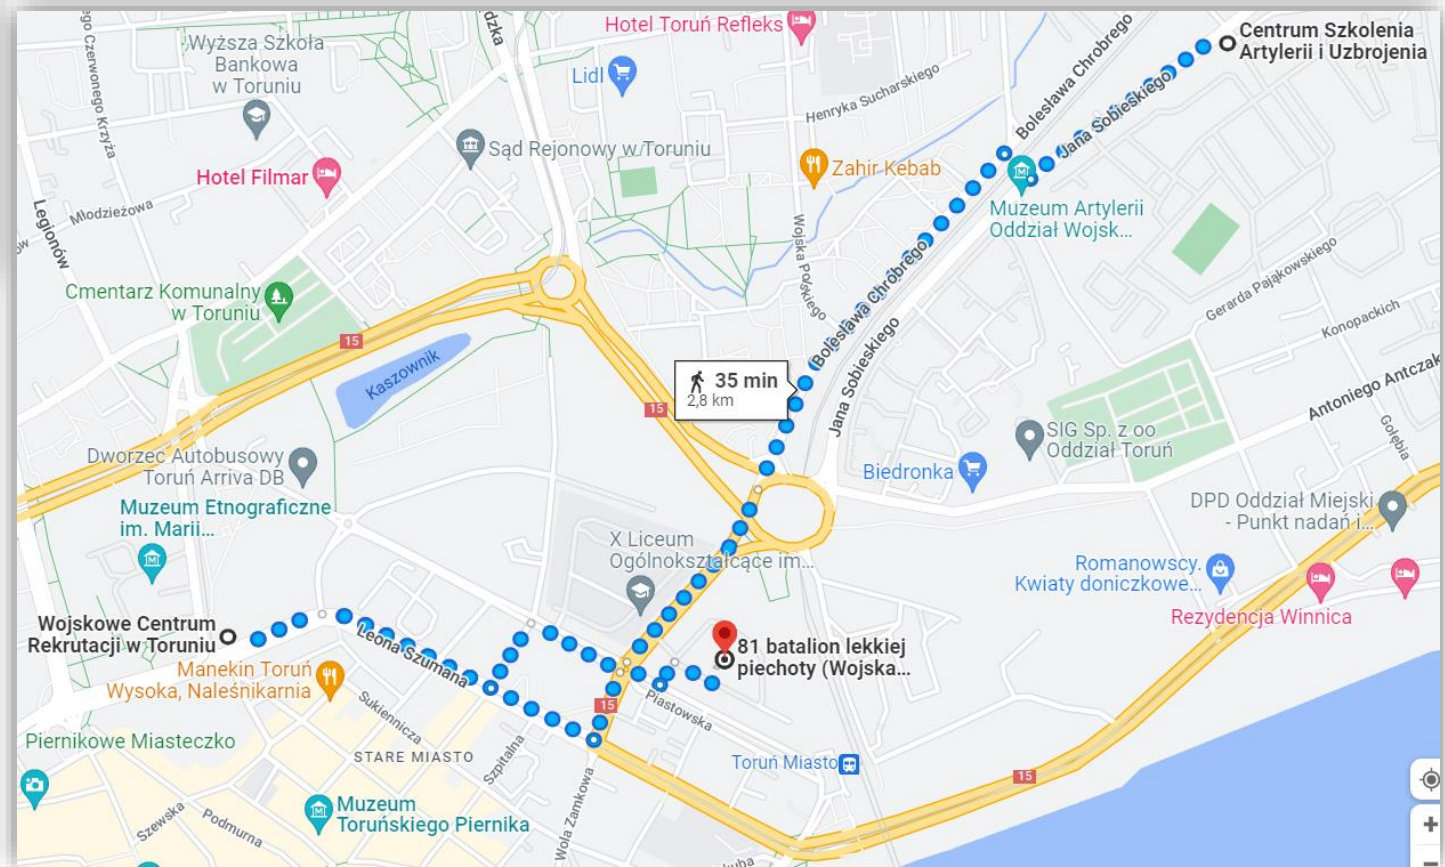 Hotel Toruń Refleks
Centrum Szkolenia
Artylerii i Uzbrojenia
Wyższa Szkoła
Bankowa
w Toruniu
Lidl
Bolesława Chrobrego
Henryka Sucharskiego
Jana Sobieskiego
Sąd Rejonowy w Toruniu
Zahir Kebab
Hotel Filmar
Młodzieżowa
Legionów
Muzeum Artylerii
Oddział Wojsk...
Wojska Polskiego
Bolesława Chrobrego
Gerarda Pająkowskiego
Konopackich
Cmentarz Komunalny
w Toruniu
15
Kaszownik
35 min
2,8 km
15
Jana Sobieskiego
Antoniego Antczak
Gołębia
SIG Sp. z oo
Oddział Toruń
Biedronka
Dworzec Autobusowy
Toruń Arriva DB
Muzeum Etnograficzne
im. Marii...
DPD Oddział Miejski
- Punkt nadań i...
X Liceum
Ogólnokształcące im...
Romanowscy.
Kwiaty doniczkowe...
Rezydencja Winnica
Wojskowe Centrum
Rekrutacji w Toruniu
Leona Szumana
81 batalion lekkiej
piechoty (Wojska...
Manekin Toruń
Wysoka, Naleśnikarnia
Sukiennicza
15
Piastowska
Piernikowe Miasteczko
STARE MIASTO
Szpitalna
Toruń Miasto
15
Muzeum
Toruńskiego Piernika
Szewska
Podmurna
Wola Zamkowa